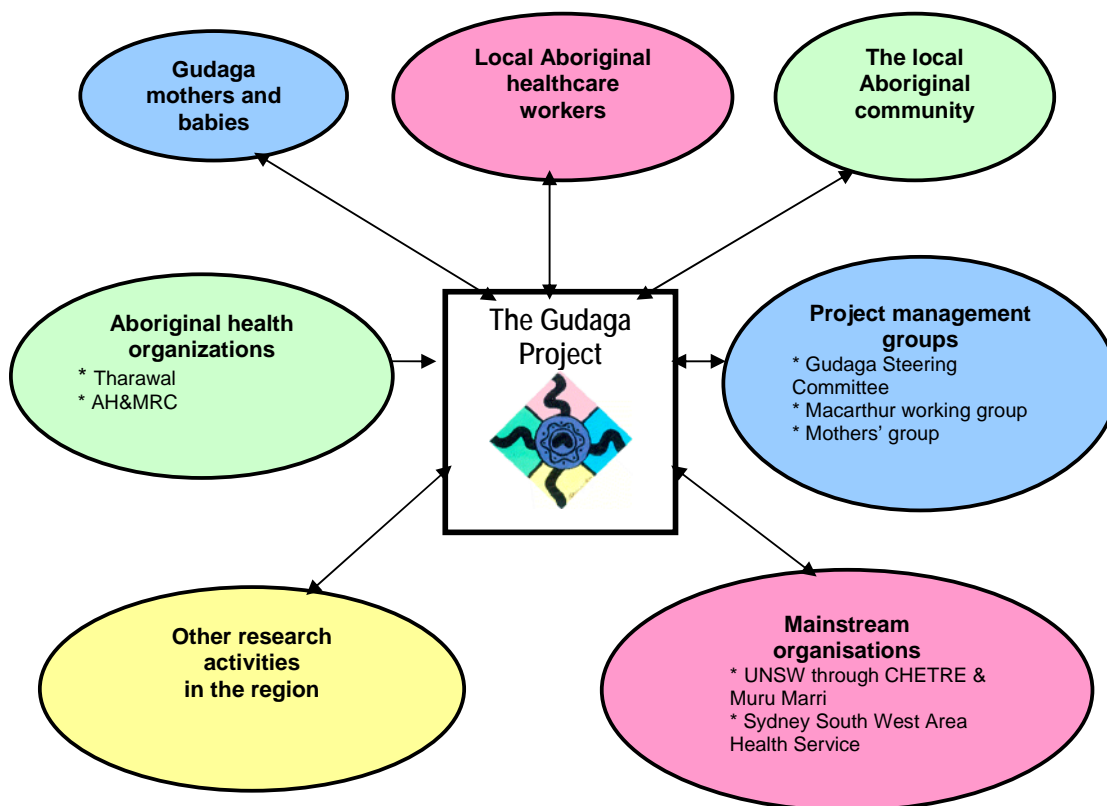 Gudaga
mothers and
babies
Local Aboriginal
healthcare
workers
The local
Aboriginal
community
Aboriginal health
organizations
* Tharawal
* AH&MRC
The Gudaga
Project
Project management
groups
* Gudaga Steering
Committee
* Macarthur working group
* Mothers' group
Other research
activities
in the region
Mainstream
organisations
* UNSW through CHETRE &
Muru Marri
* Sydney South West Area
Health Service